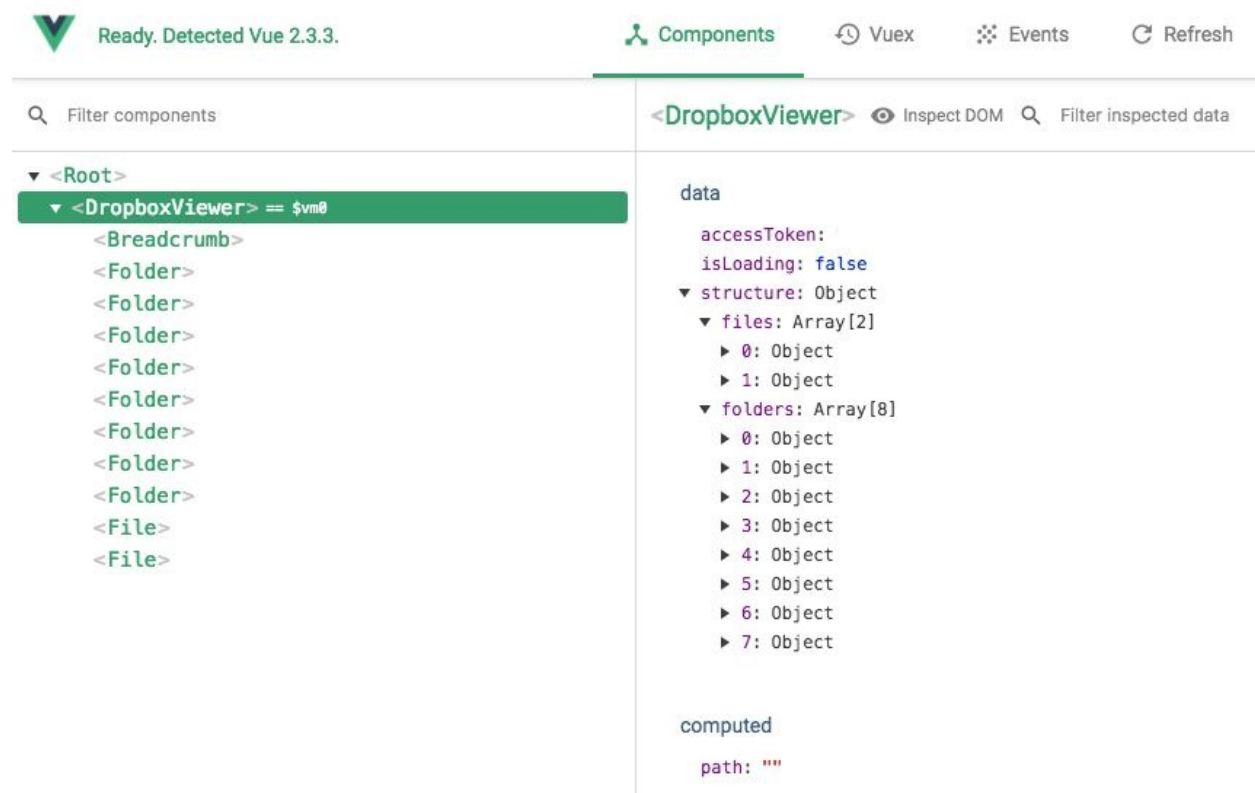 Ready. Detected Vue 2.3.3.
Components
Vuex
Events
Refresh
Filter components
<DropboxViewer>
Inspect DOM
Filter inspected data
▼ <Root>
▼ <DropboxViewer> == $vm0
<Breadcrumb>
<Folder>
<Folder>
<Folder>
<Folder>
<Folder>
<Folder>
<Folder>
<Folder>
<File>
<File>
data
accessToken:
isLoading: false
▼ structure: Object
▼ files: Array[2]
▶ 0: Object
▶ 1: Object
▼ folders: Array[8]
▶ 0: Object
▶ 1: Object
▶ 2: Object
▶ 3: Object
▶ 4: Object
▶ 5: Object
▶ 6: Object
▶ 7: Object
computed
path: ""